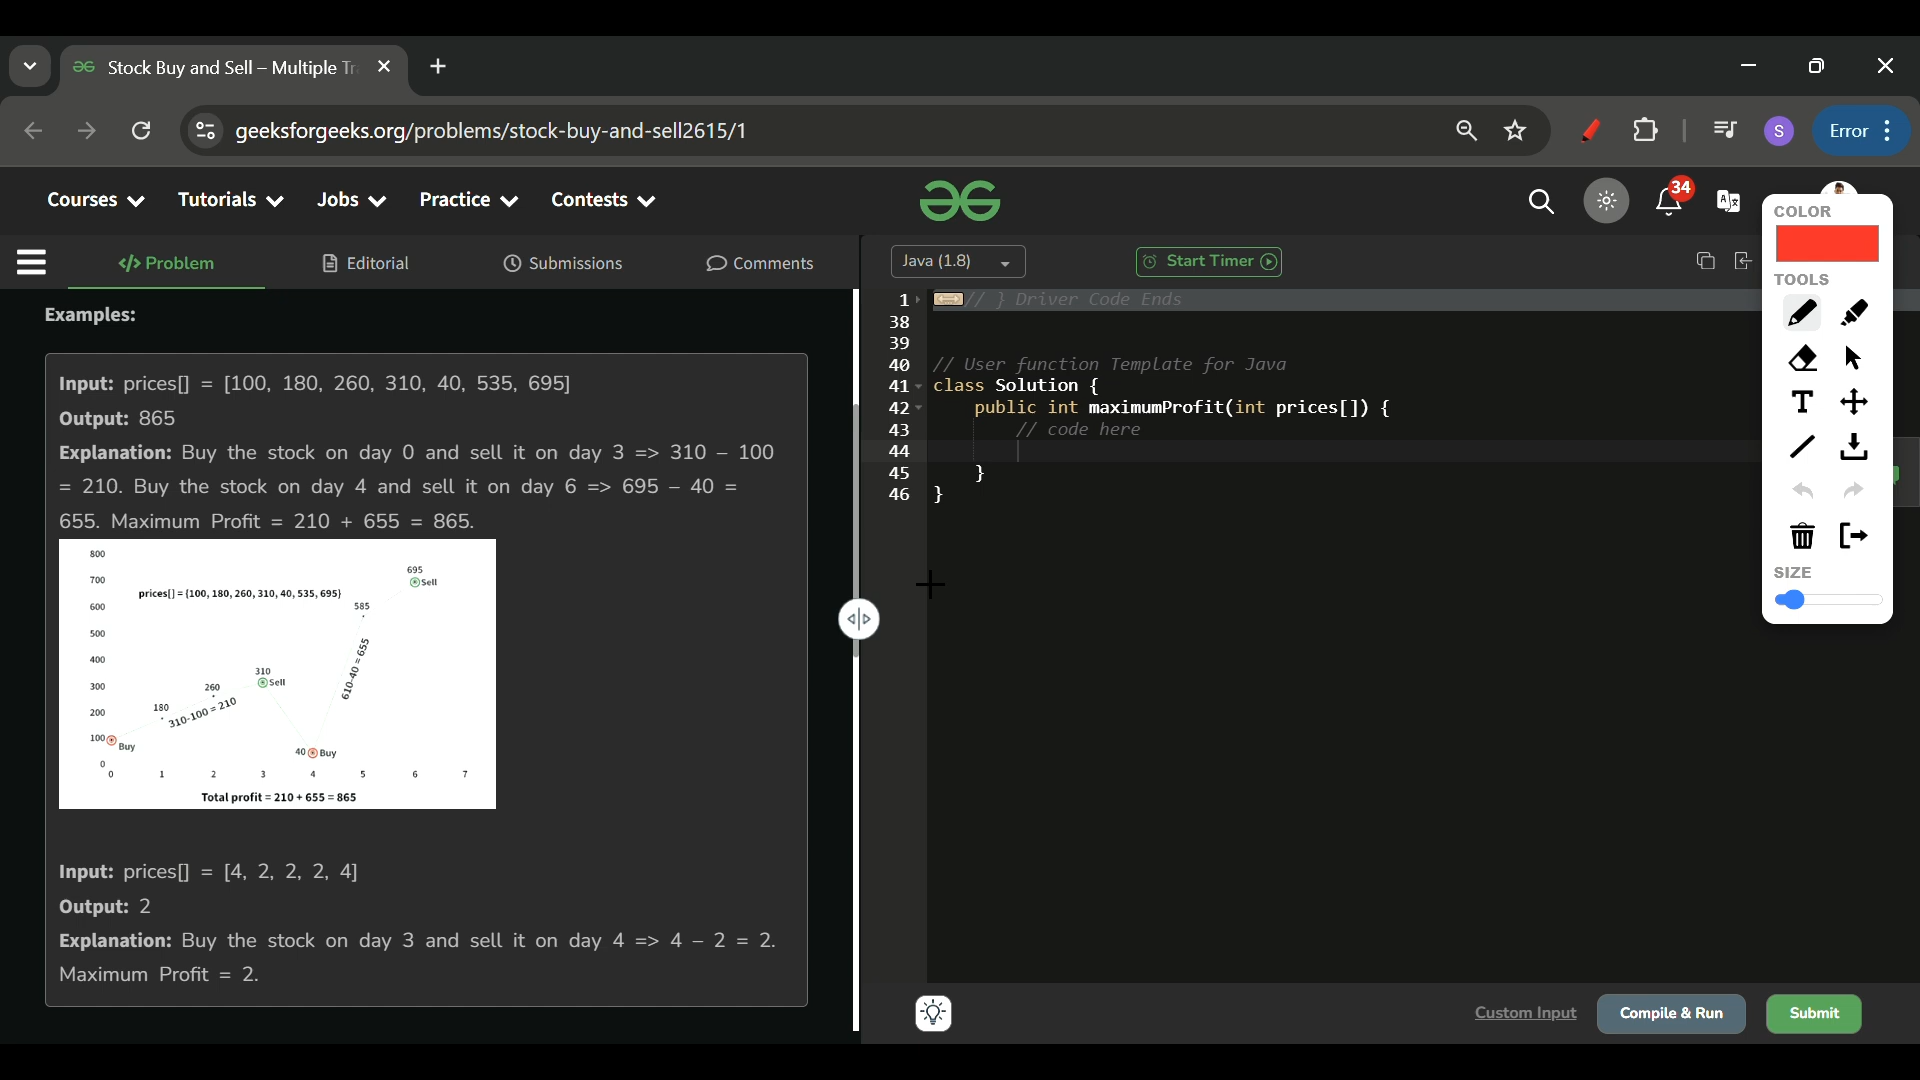 Stock Buy and Sell – Multiple Tr
geeksforgeeks.org/problems/stock-buy-and-sell2615/1
S
Error
Courses
Tutorials
Jobs
Practice
Contests
34
COLOR
TOOLS
T
SIZE
</> Problem
Editorial
Submissions
Comments
Java (1.8)
Start Timer
Examples:
Input: prices[] = [100, 180, 260, 310, 40, 535, 695]
Output: 865
Explanation: Buy the stock on day 0 and sell it on day 3 => 310 – 100
= 210. Buy the stock on day 4 and sell it on day 6 => 695 – 40 =
655. Maximum Profit = 210 + 655 = 865.
800
700
600
500
400
300
200
100
0
prices[] = {100, 180, 260, 310, 40, 535, 695}
695
Sell
585
610-40 = 655
310
Sell
260
180
310-100 = 210
Buy
40
Buy
0 1 2 3 4 5 6 7
Total profit = 210 + 655 = 865
Input: prices[] = [4, 2, 2, 2, 4]
Output: 2
Explanation: Buy the stock on day 3 and sell it on day 4 => 4 – 2 = 2.
Maximum Profit = 2.
1 // } Driver Code Ends
38
39
40 // User function Template for Java
41 class Solution {
42 public int maximumProfit(int prices[]) {
43 // code here
44
45 }
46 }
Custom Input
Compile & Run
Submit